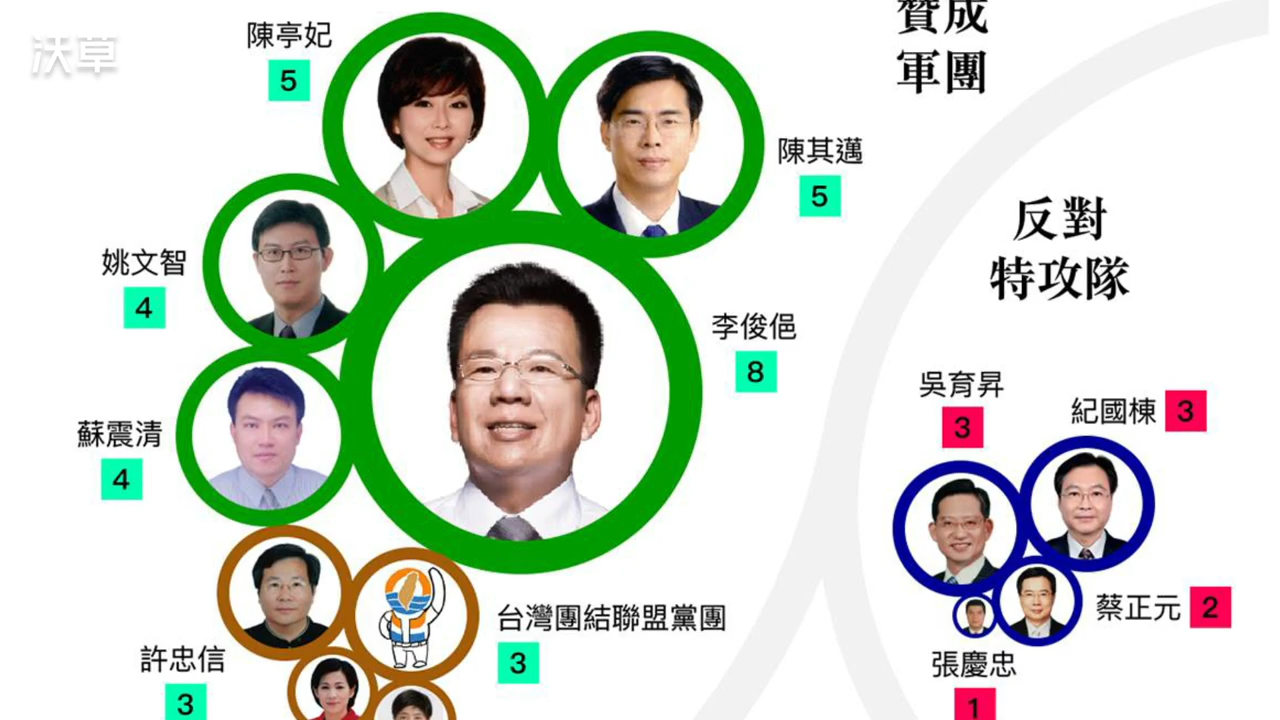 沃草
贊成
軍團
陳亭妃
5
陳其邁
5
反對
特攻隊
姚文智
4
李俊俋
8
吳育昇
3
紀國棟 3
蘇震清
4
蔡正元 2
台灣團結聯盟黨團
3
許忠信
3
張慶忠
1